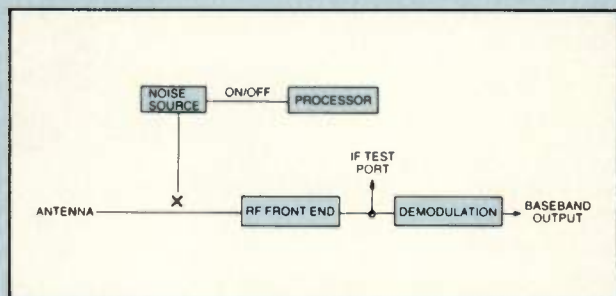 NOISE
SOURCE
ON/OFF
PROCESSOR
IF TEST
PORT
ANTENNA
X
RF FRONT END
DEMODULATION
BASEBAND
OUTPUT